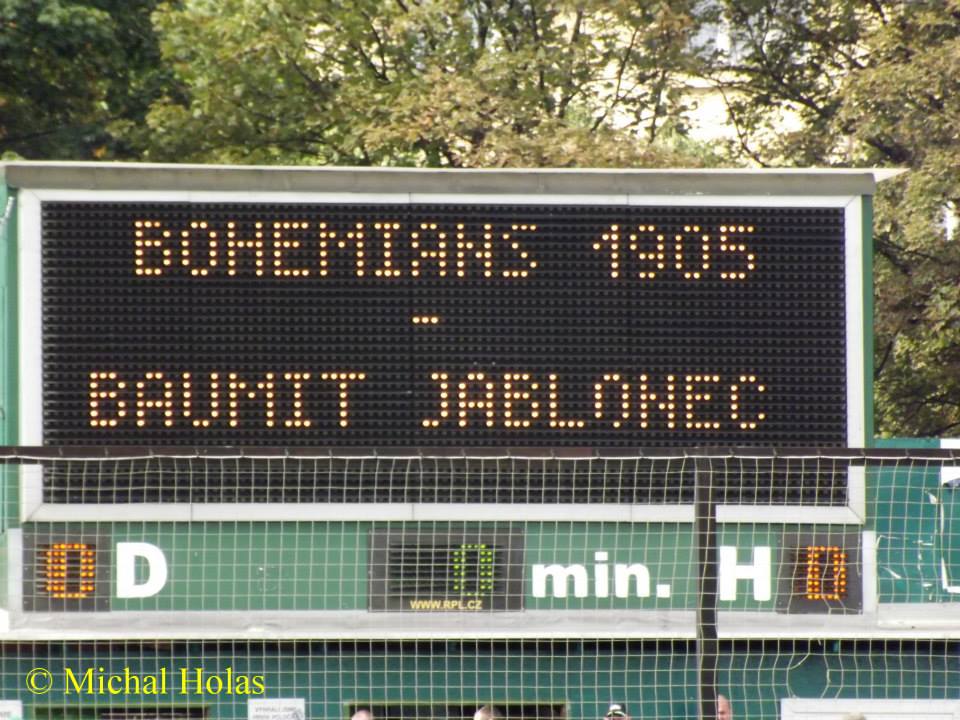 BOHEMIANS 1905
-
BAUMIT JABLONEC
0 D 0 min. H 0
WWW.RPL.CZ
© Michal Holas